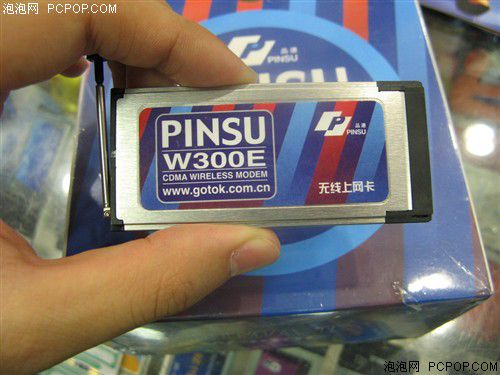 泡泡网 PCPOP.COM
PINSU
PINSU
PINSU
W300E
CDMA WIRELESS MODEM
www.gotok.com.cn
品速
PINSU
无线上网卡
泡泡网 PCPOP.COM